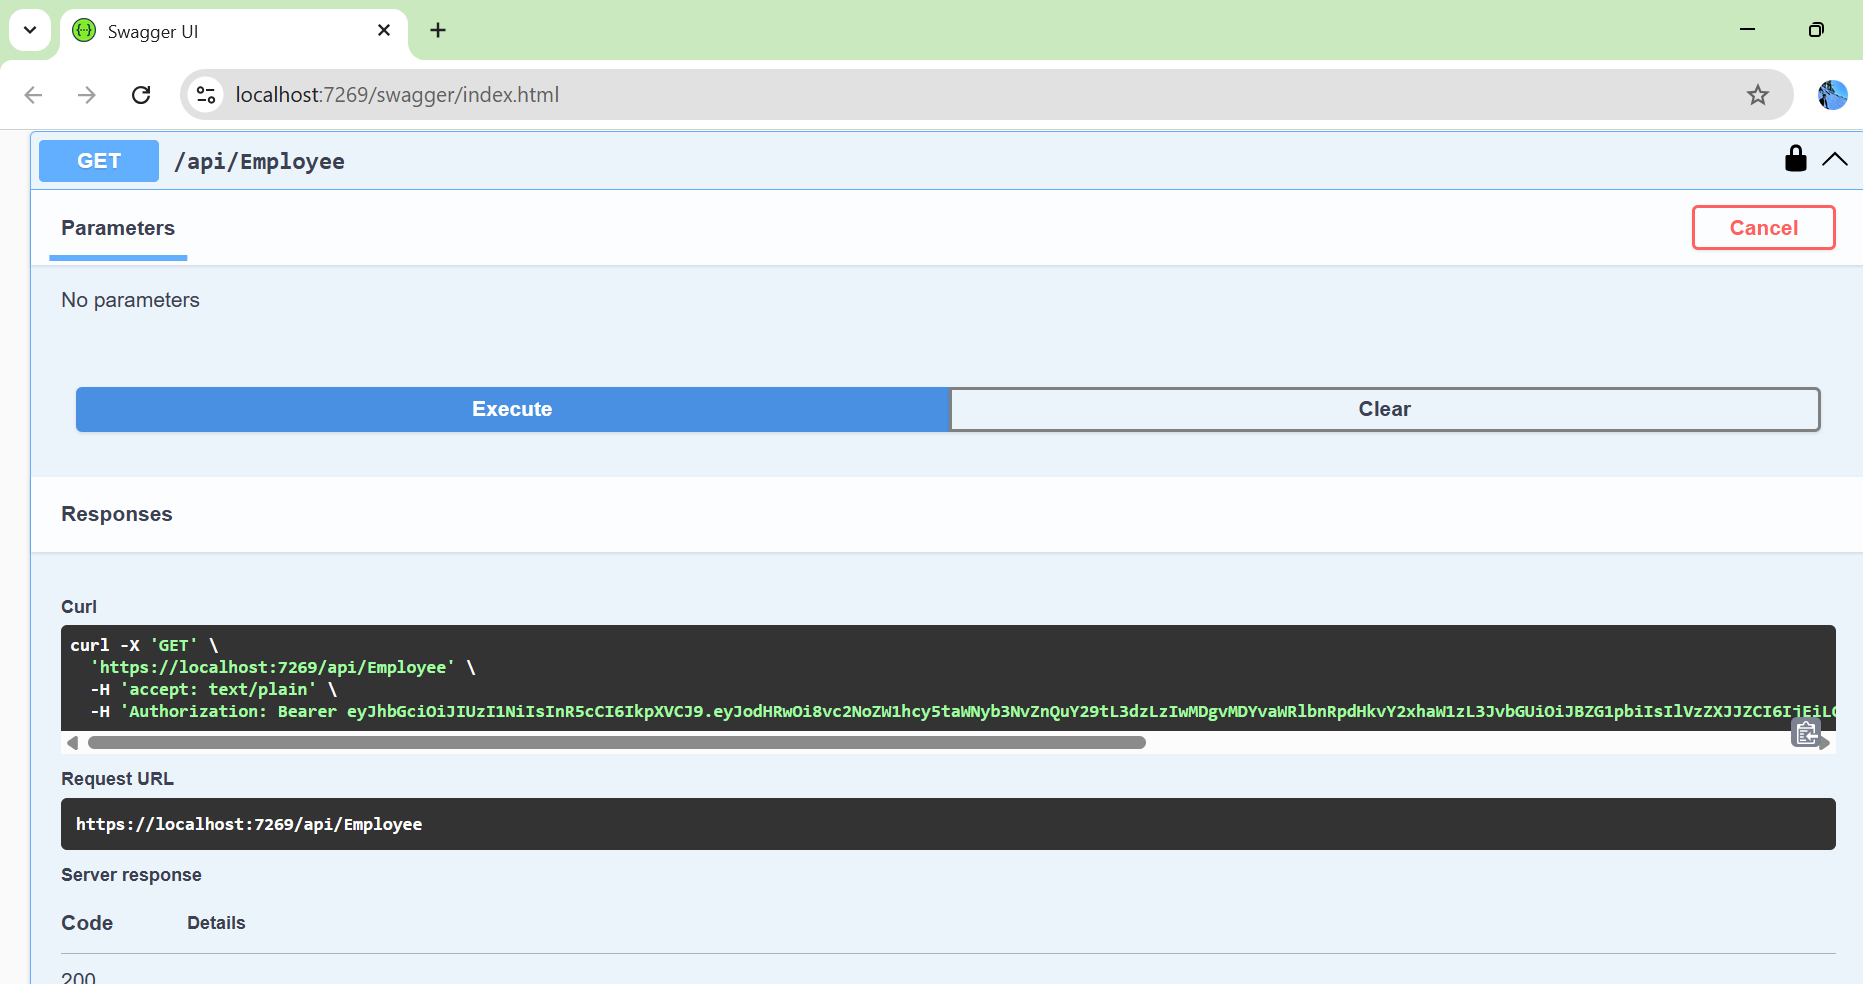 Swagger UI
localhost:7269/swagger/index.html
GET /api/Employee
Parameters
Cancel
No parameters
Execute
Clear
Responses
Curl
curl -X 'GET' \
'https://localhost:7269/api/Employee' \
-H 'accept: text/plain' \
-H 'Authorization: Bearer eyJhbGciOiJIUzI1NiIsInR5cCI6IkpXVCJ9.eyJodHRwOi8vc2NoZW1hcy5taWNyb3NvZnQuY29tL3dzLzIwMDgvMDYvaWRlbnRpdHkvY2xhaW1zL3JvbGUiOiJBZG1pbiIsIlVzZXJJZCI6IjEiLC
Request URL
https://localhost:7269/api/Employee
Server response
Code Details
200